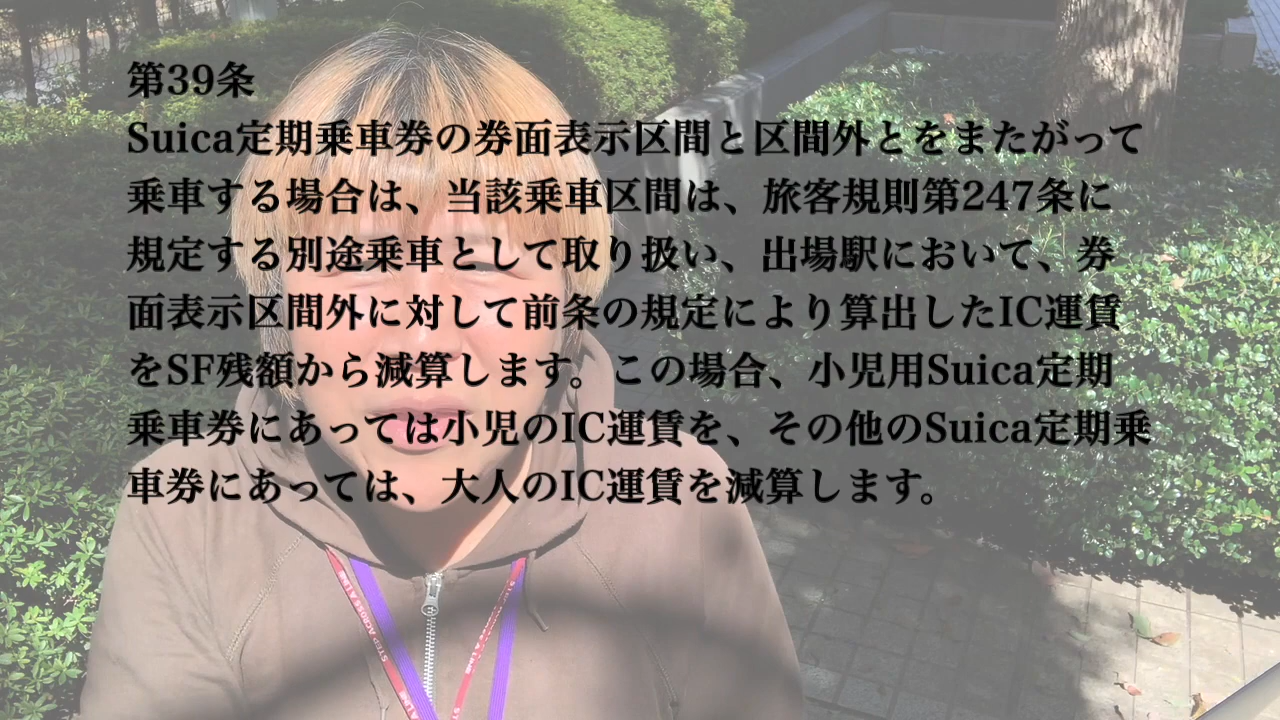 第39条
Suica定期乗車券の券面表示区間と区間外とをまたがって
乗車する場合は、当該乗車区間は、旅客規則第247条に
規定する別途乗車として取り扱い、出場駅において、券
面表示区間外に対して前条の規定により算出したIC運賃
をSF残額から減算します。この場合、小児用Suica定期
乗車券にあっては小児のIC運賃を、その他のSuica定期乗
車券にあっては、大人のIC運賃を減算します。